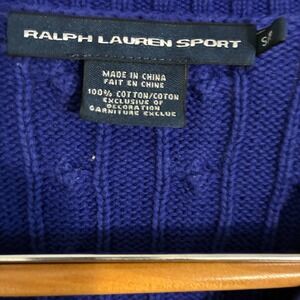 RALPH LAUREN SPORT
MADE IN CHINA
FAIT EN CHINE
100% COTTON/COTON
EXCLUSIVE OF
DECORATION
GARNITURE EXCLUE